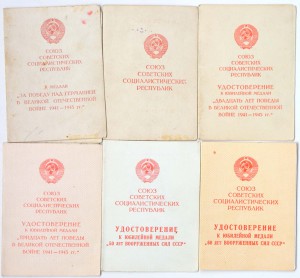 СОЮЗ
СОВЕТСКИХ
СОЦИАЛИСТИЧЕСКИХ
РЕСПУБЛИК
К медали
"ЗА ПОБЕДУ НАД ГЕРМАНИЕЙ
В ВЕЛИКОЙ ОТЕЧЕСТВЕННОЙ
ВОЙНЕ 1941—1945 гг."
СОЮЗ
СОВЕТСКИХ
СОЦИАЛИСТИЧЕСКИХ
РЕСПУБЛИК
СОЮЗ
СОВЕТСКИХ
СОЦИАЛИСТИЧЕСКИХ
РЕСПУБЛИК
УДОСТОВЕРЕНИЕ
К ЮБИЛЕЙНОЙ МЕДАЛИ
"ДВАДЦАТЬ ЛЕТ ПОБЕДЫ
В ВЕЛИКОЙ ОТЕЧЕСТВЕННОЙ
ВОЙНЕ 1941—1945 гг."
СОЮЗ
СОВЕТСКИХ
СОЦИАЛИСТИЧЕСКИХ
РЕСПУБЛИК
УДОСТОВЕРЕНИЕ
К ЮБИЛЕЙНОЙ МЕДАЛИ
"ТРИДЦАТЬ ЛЕТ ПОБЕДЫ
В ВЕЛИКОЙ ОТЕЧЕСТВЕННОЙ
ВОЙНЕ 1941—1945 гг."
СОЮЗ
СОВЕТСКИХ
СОЦИАЛИСТИЧЕСКИХ
РЕСПУБЛИК
УДОСТОВЕРЕНИЕ
К ЮБИЛЕЙНОЙ МЕДАЛИ
"50 ЛЕТ ВООРУЖЕННЫХ СИЛ СССР"
СОЮЗ
СОВЕТСКИХ
СОЦИАЛИСТИЧЕСКИХ
РЕСПУБЛИК
УДОСТОВЕРЕНИЕ
К ЮБИЛЕЙНОЙ МЕДАЛИ
ЛЕТ ВООРУЖЕННЫХ СИЛ СССР"